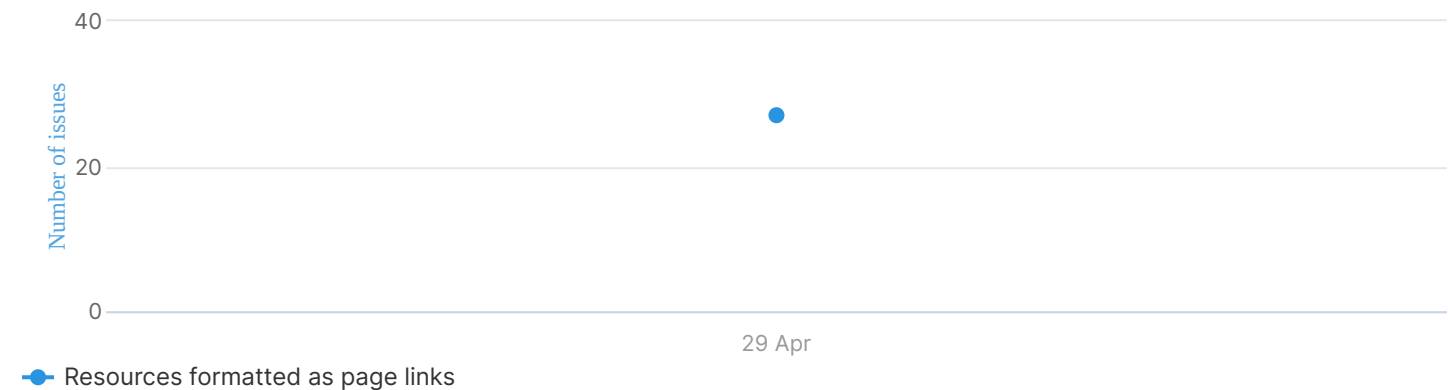 40
Number of issues
20
0
29 Apr
Resources formatted as page links